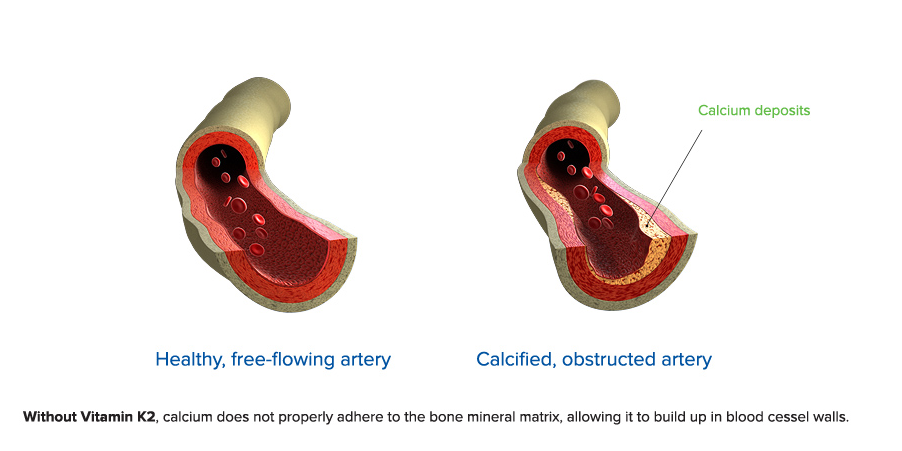 Calcium deposits
Healthy, free-flowing artery
Calcified, obstructed artery
Without Vitamin K2, calcium does not properly adhere to the bone mineral matrix, allowing it to build up in blood cessel walls.